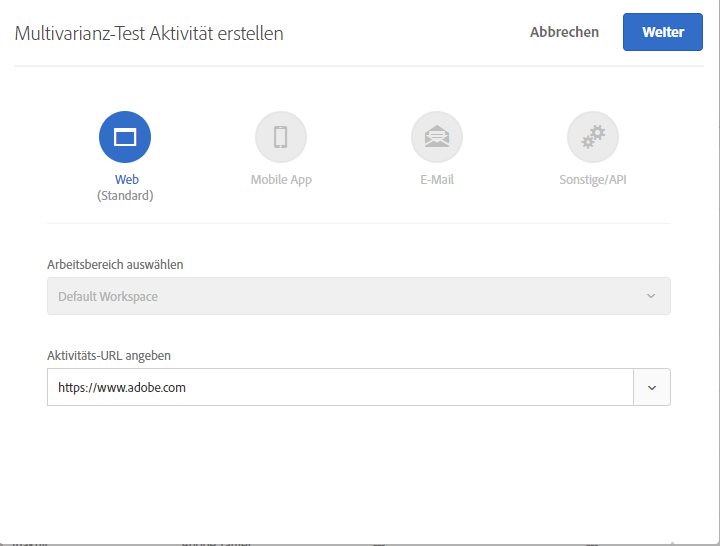 Multivarianz-Test Aktivität erstellen
Abbrechen
Weiter
Web
(Standard)
Mobile App
E-Mail
Sonstige/API
Arbeitsbereich auswählen
Default Workspace
Aktivitäts-URL angeben
https://www.adobe.com